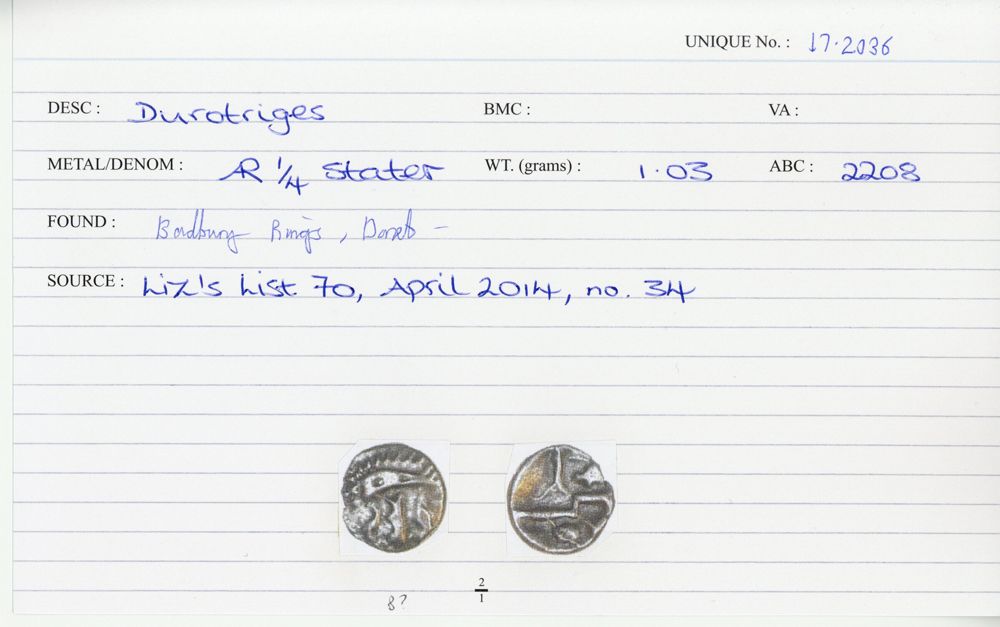 UNIQUE No. : 17.2036
DESC : Durotriges BMC : VA :
METAL/DENOM : AR 1/4 stater WT. (grams) : 1.03 ABC : 2208
FOUND : Badbury Rings, Dorset -
SOURCE : Liz's List 70, April 2014, no. 34
2/1
8?